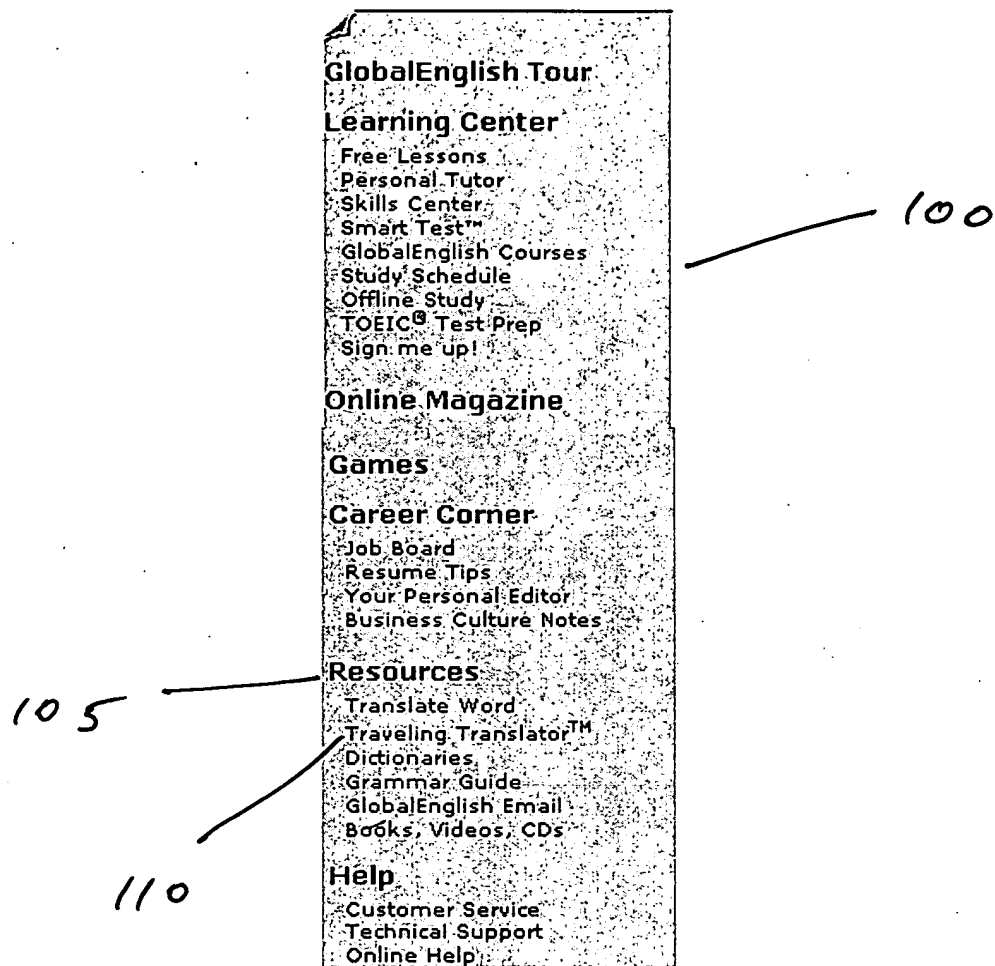 GlobalEnglish Tour
Learning Center
Free Lessons
Personal Tutor
Skills Center
Smart Test™
GlobalEnglish Courses
Study Schedule
Offline Study
TOEIC® Test Prep
Sign me up!
100
Online Magazine
Games
Career Corner
Job Board
Resume Tips
Your Personal Editor
Business Culture Notes
Resources
105
Translate Word
Traveling Translator™
Dictionaries
Grammar Guide
GlobalEnglish Email
Books, Videos, CDs
110
Help
Customer Service
Technical Support
Online Help